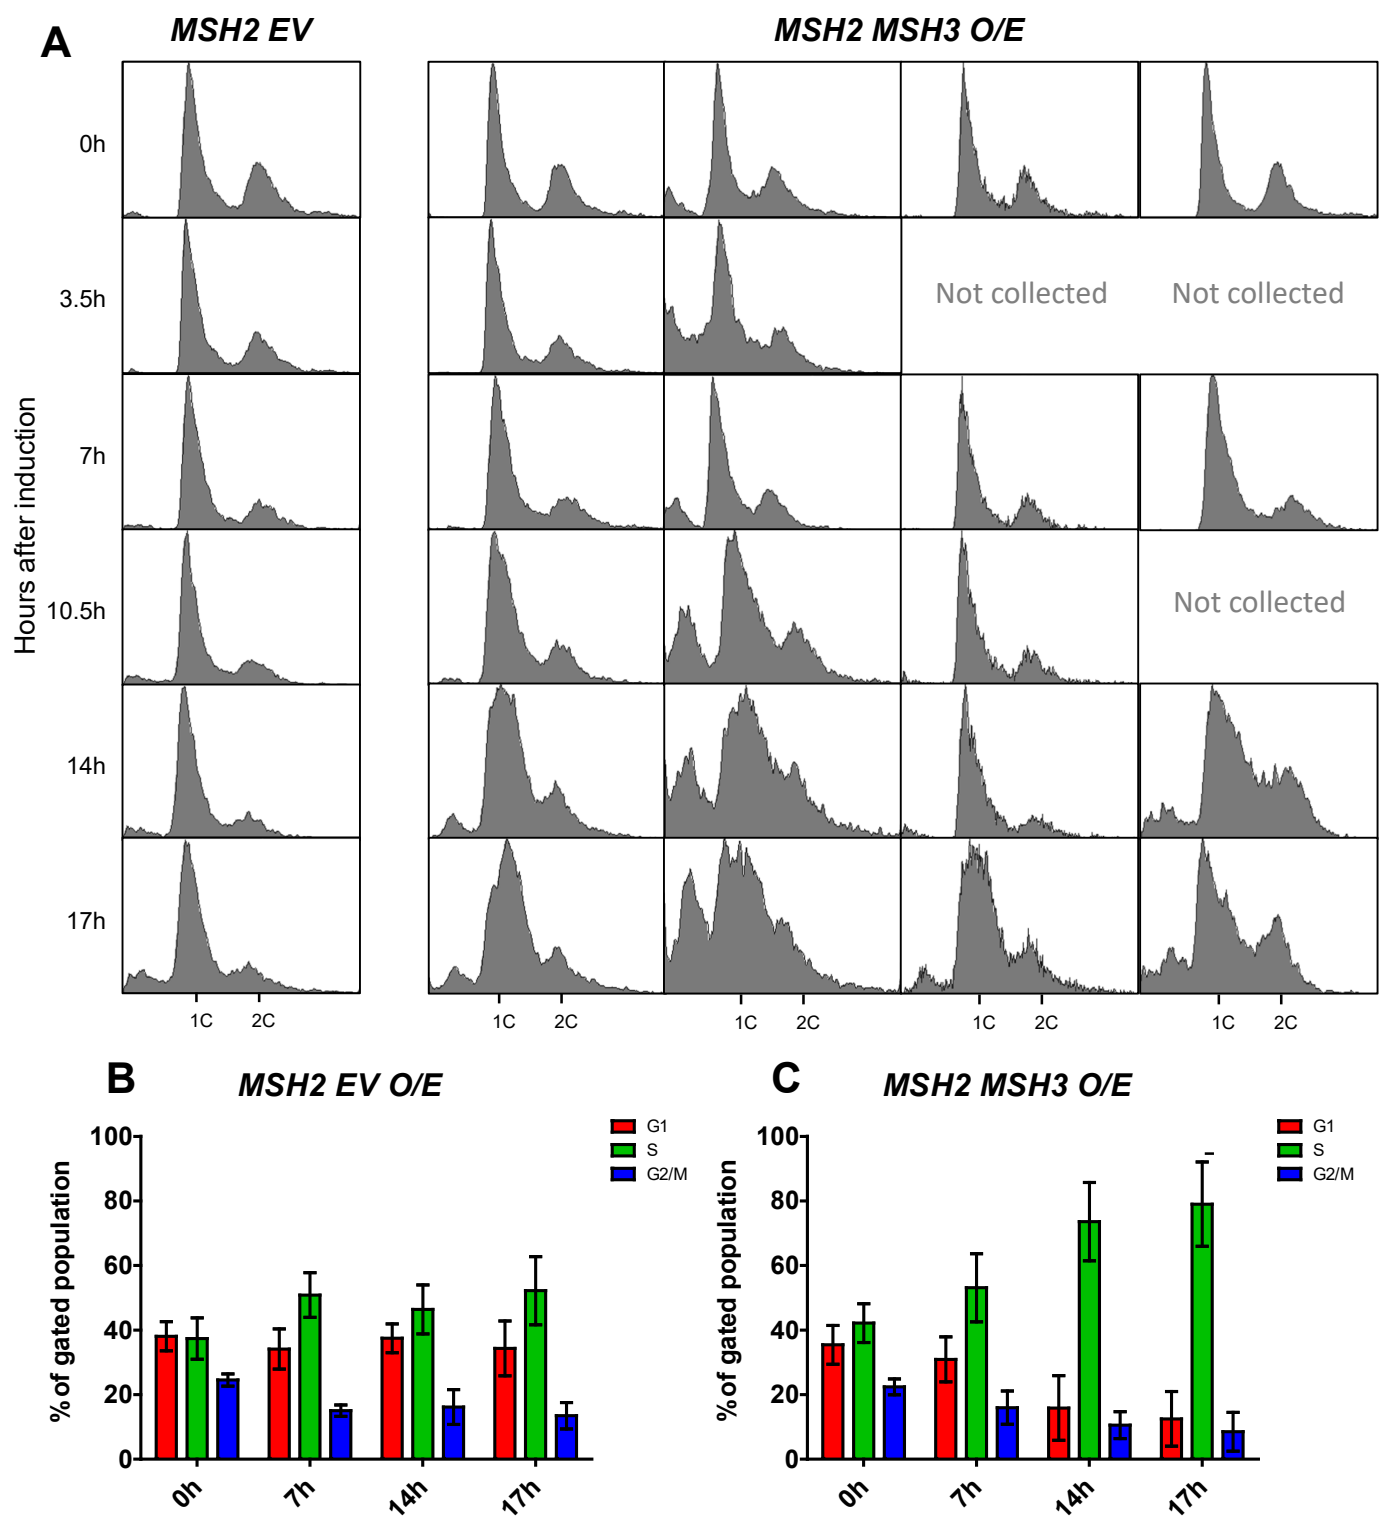 A
MSH2 EV
MSH2 MSH3 O/E
Hours after induction
0h
3.5h
Not collected
Not collected
7h
10.5h
Not collected
14h
17h
1C 2C 1C 2C 1C 2C 1C 2C 1C 2C
B
MSH2 EV O/E
% of gated population
100
80
60
40
20
0
0h 7h 14h 17h
G1
S
G2/M
C
MSH2 MSH3 O/E
% of gated population
100
80
60
40
20
0
0h 7h 14h 17h
G1
S
G2/M